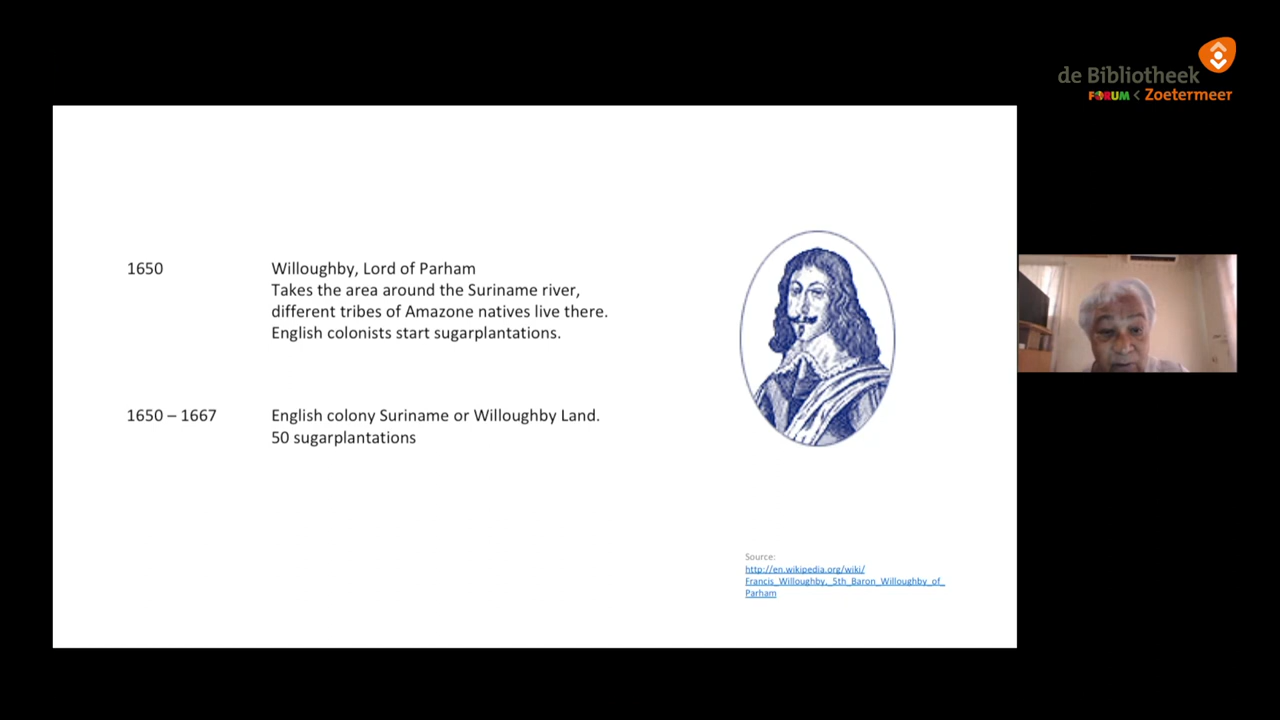 de Bibliotheek
FORUM < Zoetermeer
1650
Willoughby, Lord of Parham
Takes the area around the Suriname river,
different tribes of Amazone natives live there.
English colonists start sugarplantations.
1650 – 1667
English colony Suriname or Willoughby Land.
50 sugarplantations
Source:
http://en.wikipedia.org/wiki/
Francis_Willoughby,_5th_Baron_Willoughby_of_
Parham